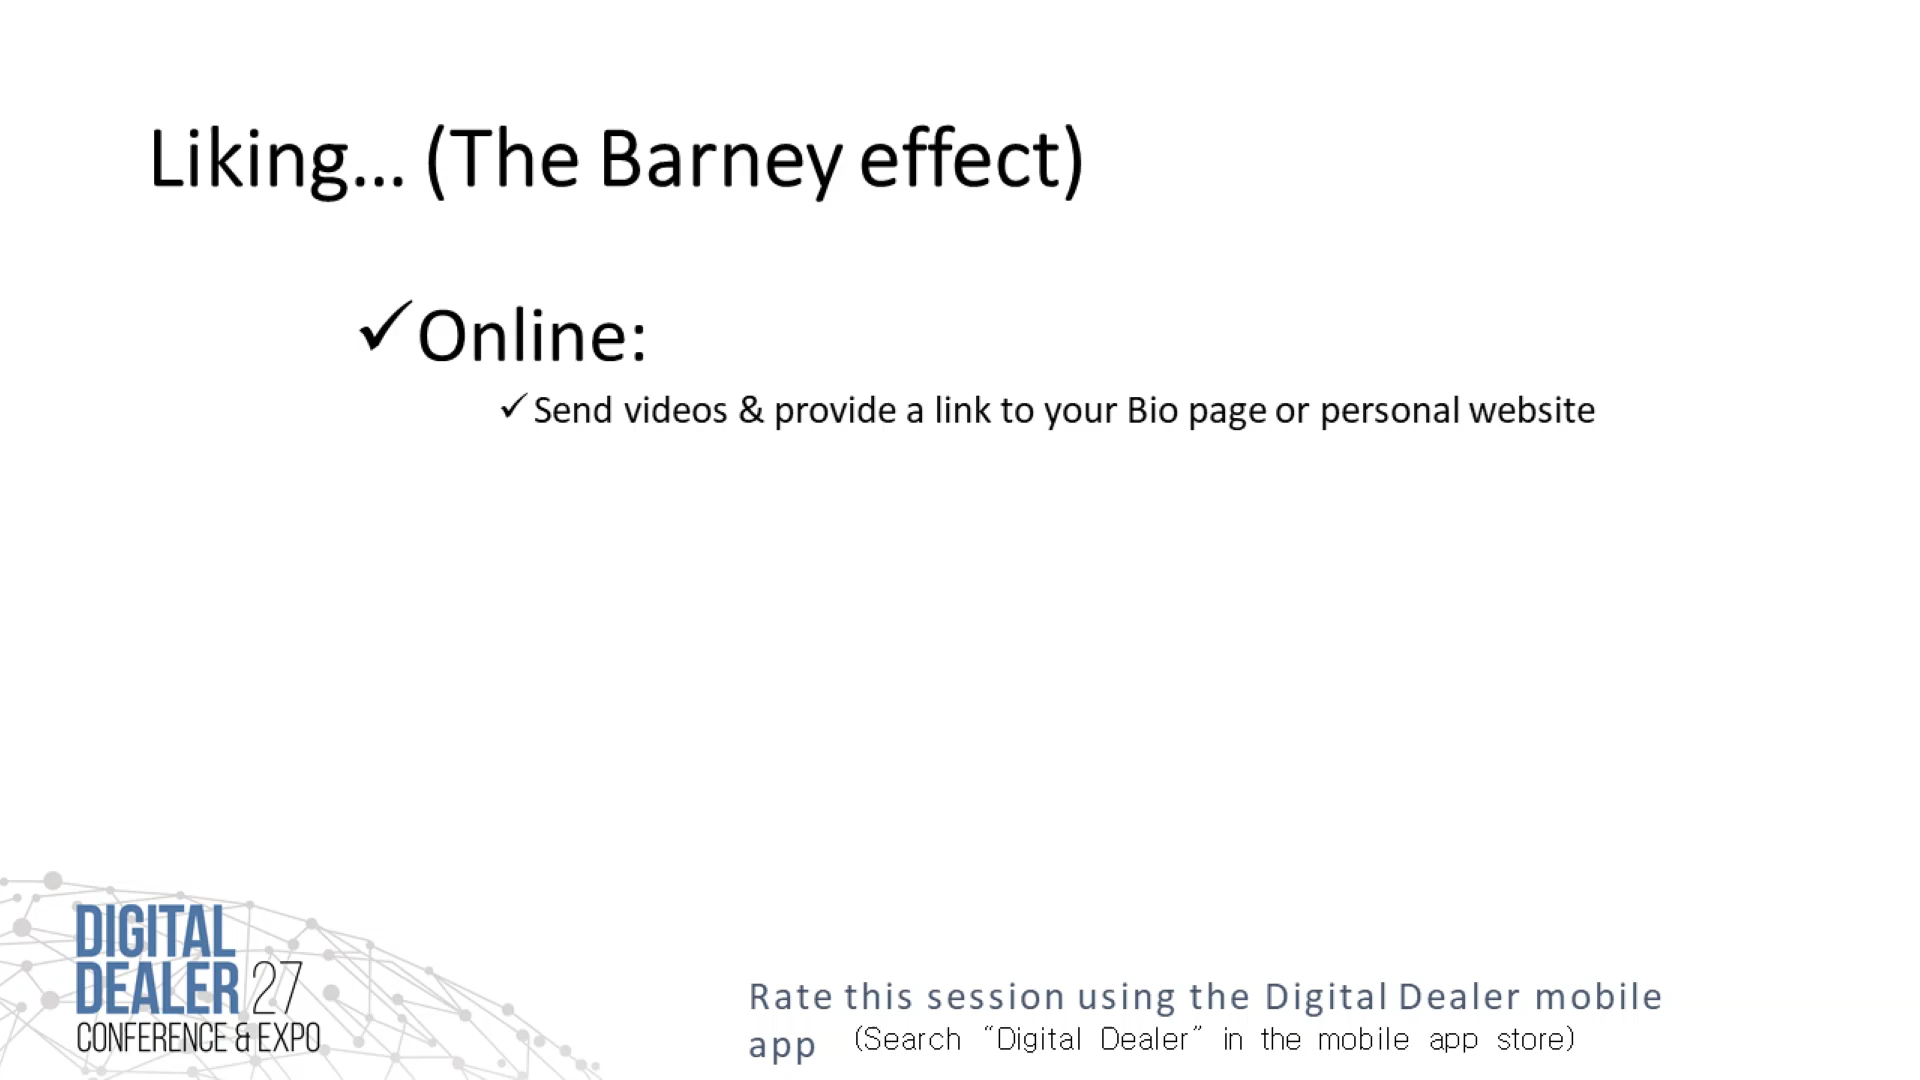 Liking... (The Barney effect)
✓Online:
✓Send videos & provide a link to your Bio page or personal website
DIGITAL
DEALER 27
CONFERENCE & EXPO
Rate this session using the Digital Dealer mobile
app (Search “Digital Dealer” in the mobile app store)